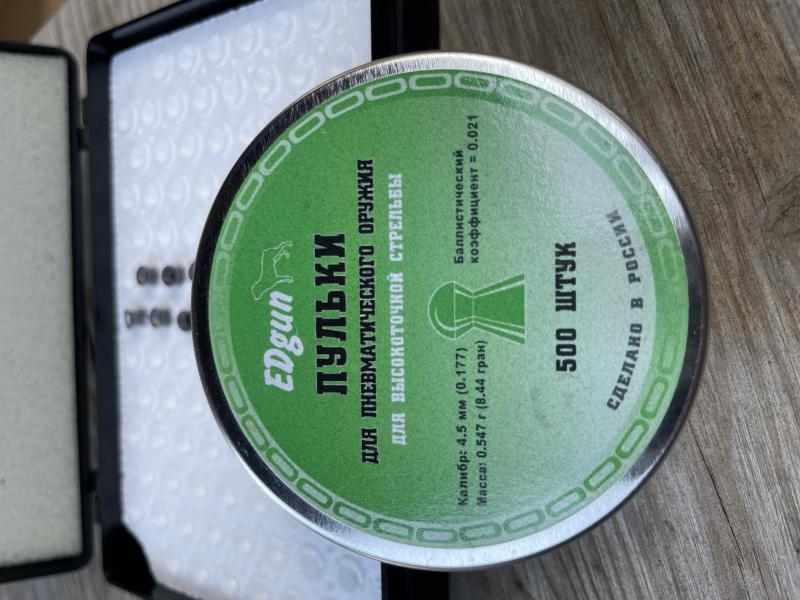 EDgun
ПУЛЬКИ
ДЛЯ ПНЕВМАТИЧЕСКОГО ОРУЖИЯ
ДЛЯ ВЫСОКОТОЧНОЙ СТРЕЛЬБЫ
Калибр: 4.5 мм (0.177)
Масса: 0.547 г (8.44 гран)
Баллистический
коэффициент = 0.021
500 ШТУК
СДЕЛАНО В РОССИИ